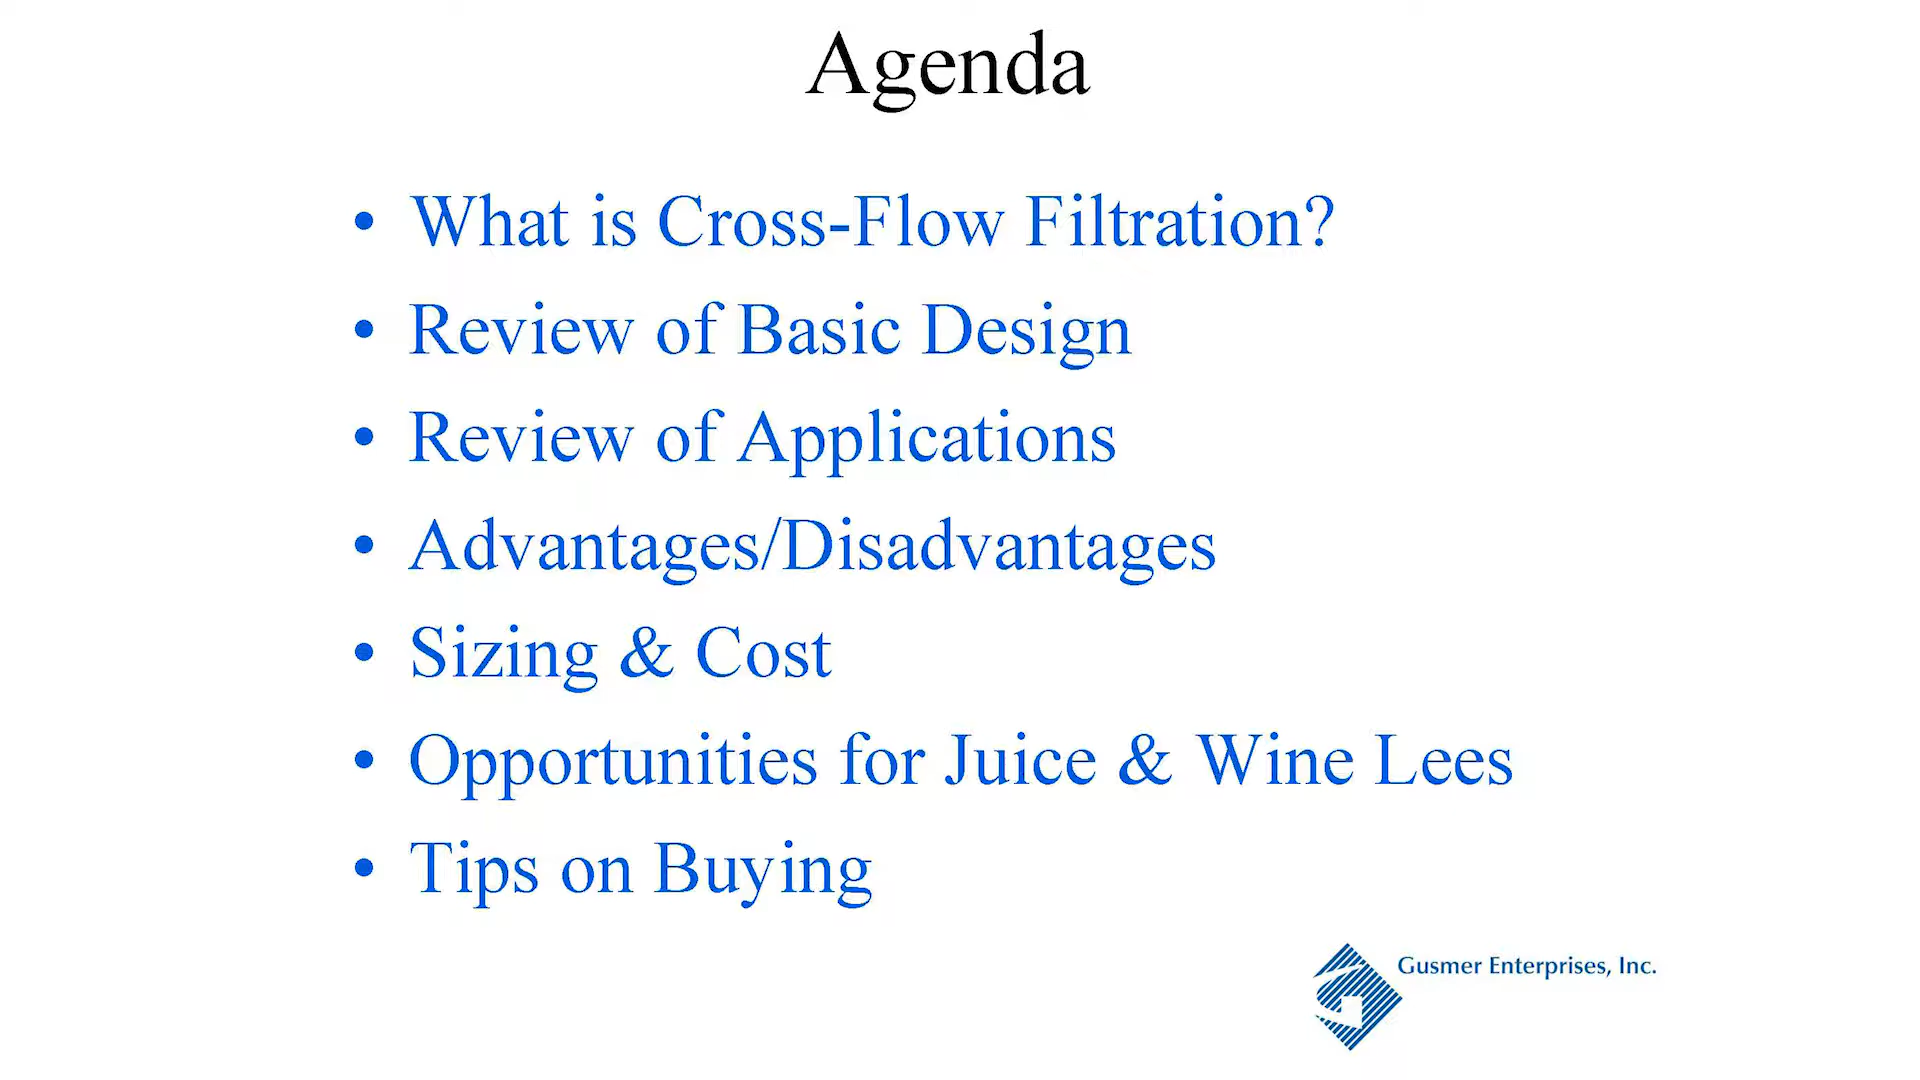 Agenda
• What is Cross-Flow Filtration?
• Review of Basic Design
• Review of Applications
• Advantages/Disadvantages
• Sizing & Cost
• Opportunities for Juice & Wine Lees
• Tips on Buying
Gusmer Enterprises, Inc.